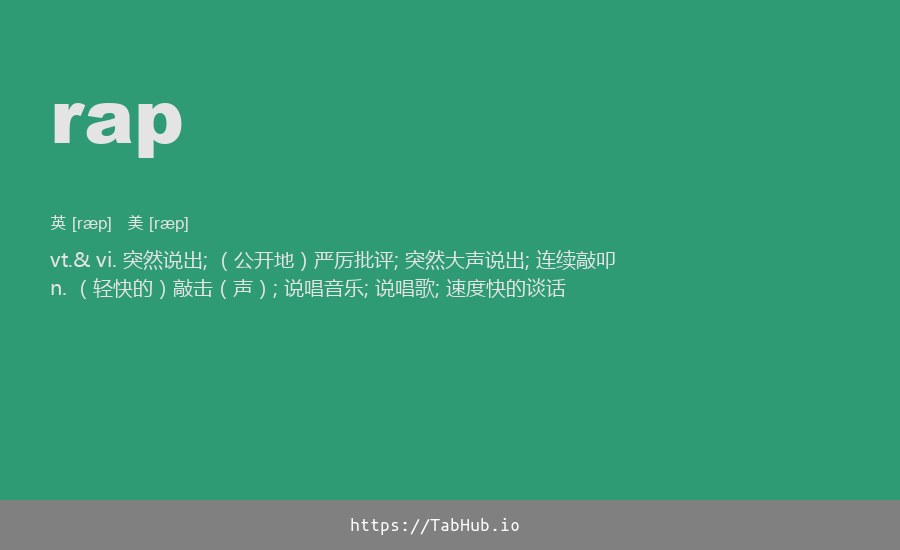 rap
英 [ræp] 美 [ræp]
vt.& vi. 突然说出; （公开地）严厉批评; 突然大声说出; 连续敲叩
n. （轻快的）敲击（声）; 说唱音乐; 说唱歌; 速度快的谈话
https://TabHub.io